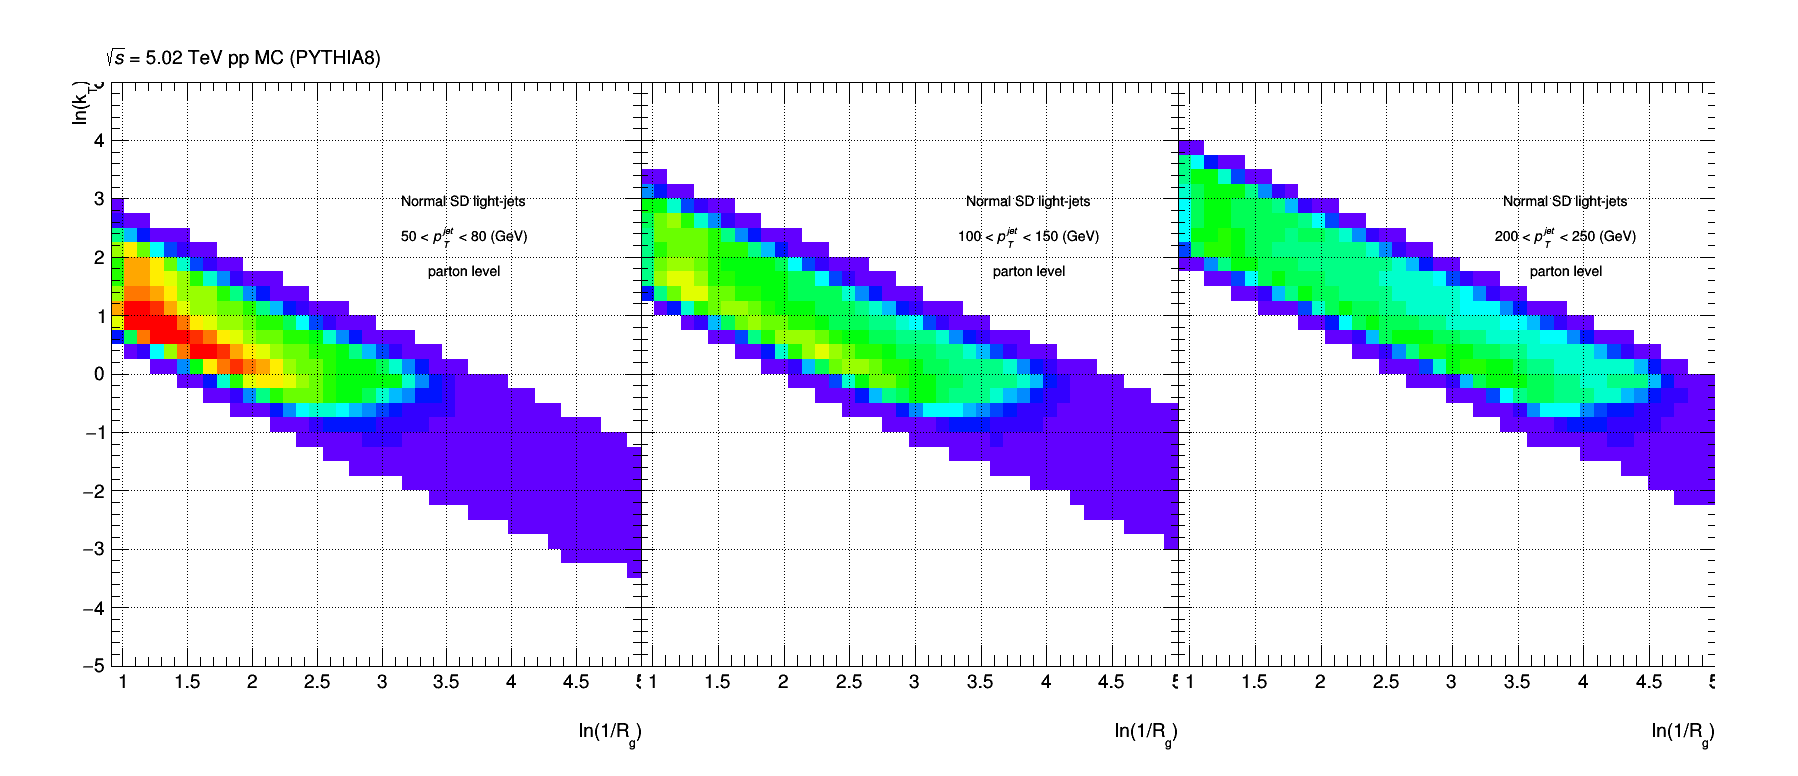 √s = 5.02 TeV pp MC (PYTHIA8)
ln(k_T)
5
4
3
2
1
0
−1
−2
−3
−4
−5
Normal SD light-jets
50 < p_T^jet < 80 (GeV)
parton level
Normal SD light-jets
100 < p_T^jet < 150 (GeV)
parton level
Normal SD light-jets
200 < p_T^jet < 250 (GeV)
parton level
1 1.5 2 2.5 3 3.5 4 4.5 5
1 1.5 2 2.5 3 3.5 4 4.5
1 1.5 2 2.5 3 3.5 4 4.5 5
ln(1/R_g)
ln(1/R_g)
ln(1/R_g)